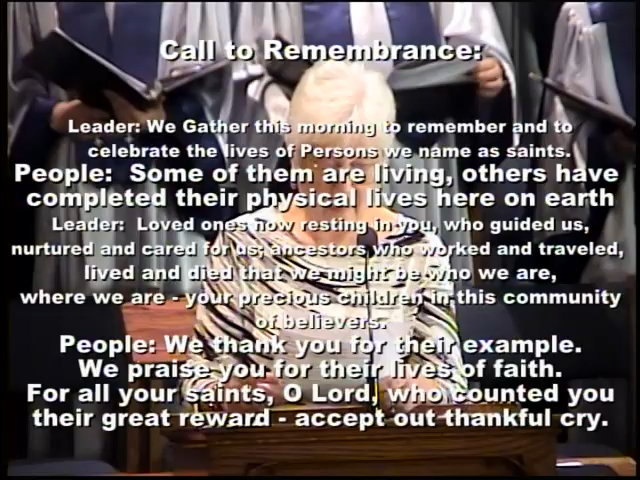 Call to Remembrance:
Leader: We Gather this morning to remember and to
celebrate the lives of Persons we name as saints.
People: Some of them are living, others have
completed their physical lives here on earth
Leader: Loved ones now resting in you, who guided us,
nurtured and cared for us; ancestors who worked and traveled,
lived and died that we might be who we are,
where we are - your precious children in this community
of believers.
People: We thank you for their example.
We praise you for their lives of faith.
For all your saints, O Lord, who counted you
their great reward - accept out thankful cry.